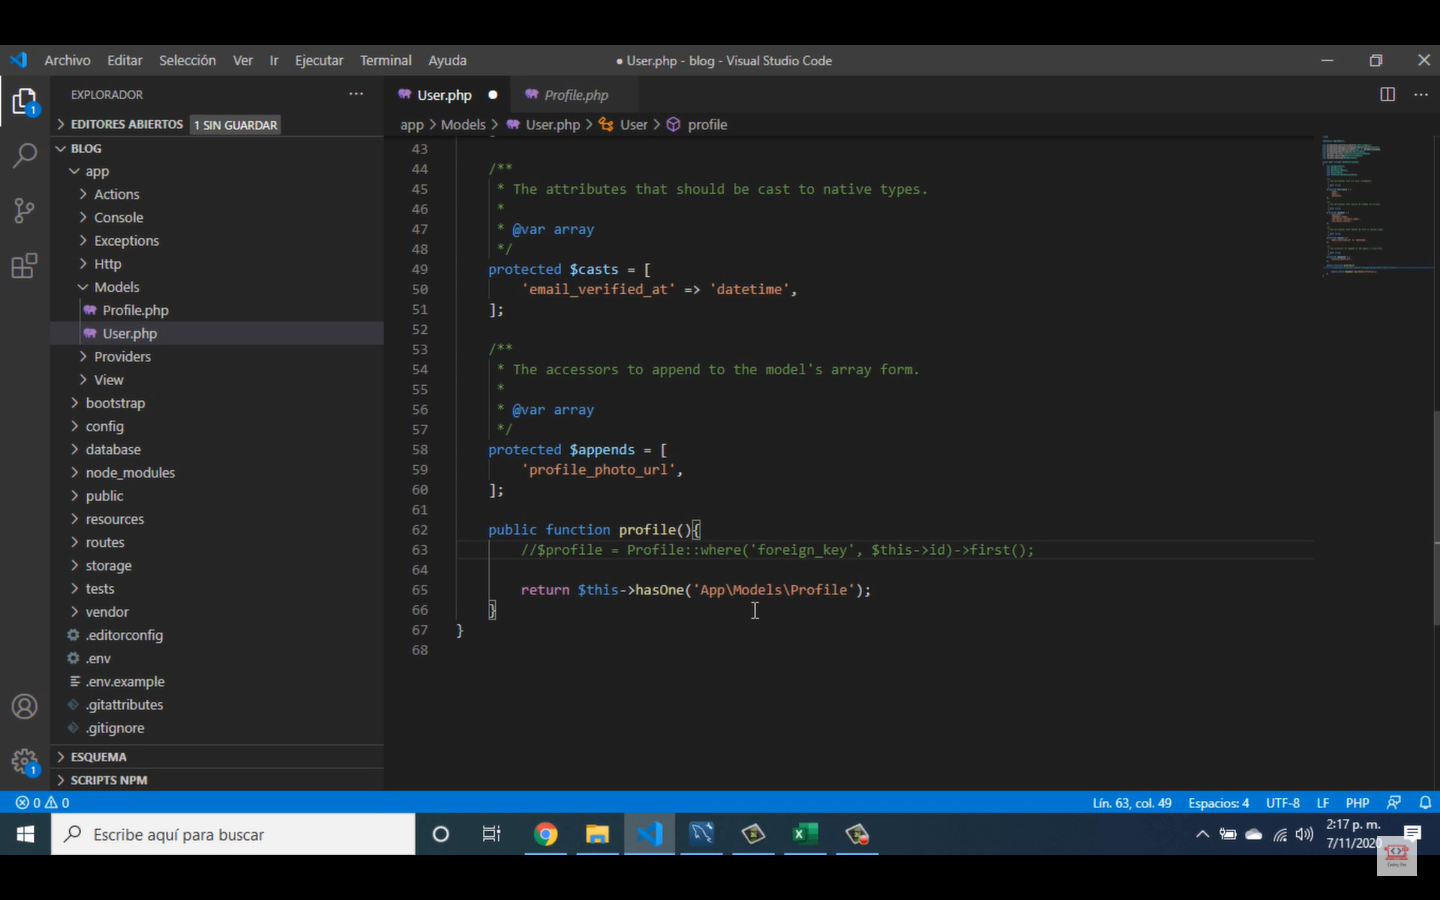 Archivo Editar Selección Ver Ir Ejecutar Terminal Ayuda
● User.php - blog - Visual Studio Code
EXPLORADOR
EDITORES ABIERTOS 1 SIN GUARDAR
BLOG
app
Actions
Console
Exceptions
Http
Models
Profile.php
User.php
Providers
View
bootstrap
config
database
node_modules
public
resources
routes
storage
tests
vendor
.editorconfig
.env
.env.example
.gitattributes
.gitignore
ESQUEMA
SCRIPTS NPM
1
1
User.php Profile.php
app > Models > User.php > User > profile
43
44 /**
45 * The attributes that should be cast to native types.
46 *
47 * @var array
48 */
49 protected $casts = [
50 'email_verified_at' => 'datetime',
51 ];
52
53 /**
54 * The accessors to append to the model's array form.
55 *
56 * @var array
57 */
58 protected $appends = [
59 'profile_photo_url',
60 ];
61
62 public function profile(){
63 //$profile = Profile::where('foreign_key', $this->id)->first();
64
65 return $this->hasOne('App\Models\Profile');
66 }
67 }
68
0 0 Lín. 63, col. 49 Espacios: 4 UTF-8 LF PHP
Escribe aquí para buscar
2:17 p. m.
7/11/2020